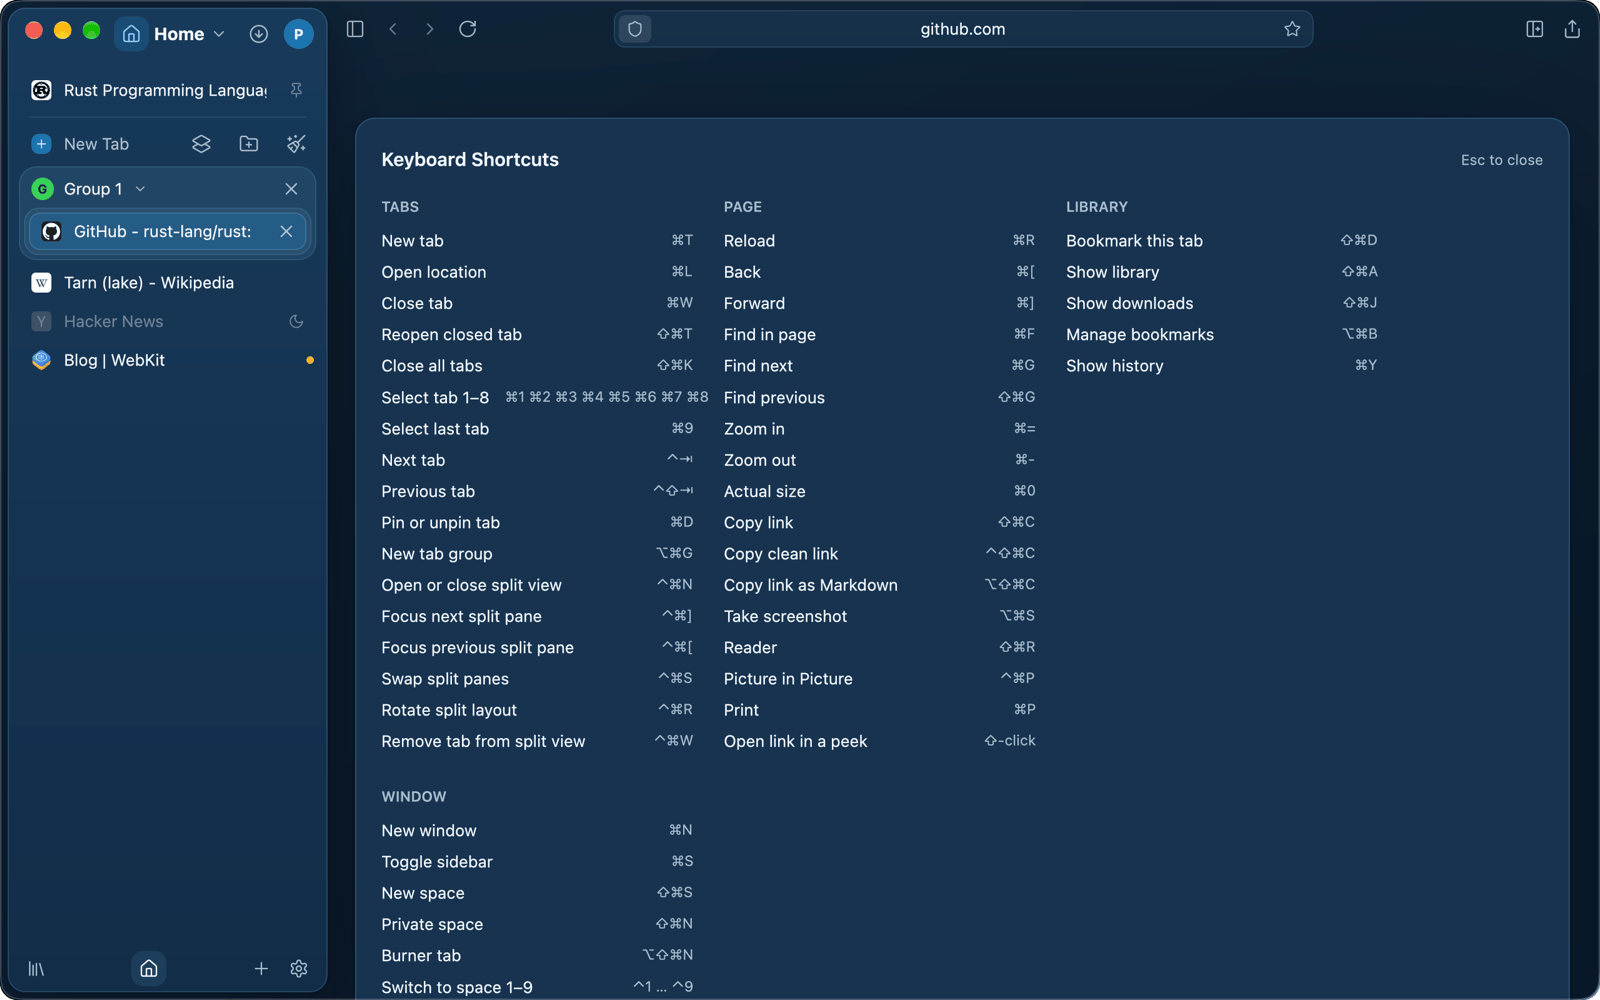 Home
P
github.com
Rust Programming Langua
New Tab
G Group 1
GitHub - rust-lang/rust:
W Tarn (lake) - Wikipedia
Y Hacker News
Blog | WebKit
Keyboard Shortcuts
Esc to close
TABS
New tab ⌘T
Open location ⌘L
Close tab ⌘W
Reopen closed tab ⇧⌘T
Close all tabs ⇧⌘K
Select tab 1–8 ⌘1 ⌘2 ⌘3 ⌘4 ⌘5 ⌘6 ⌘7 ⌘8
Select last tab ⌘9
Next tab ^⇥
Previous tab ^⇧⇥
Pin or unpin tab ⌘D
New tab group ⌥⌘G
Open or close split view ^⌘N
Focus next split pane ^⌘]
Focus previous split pane ^⌘[
Swap split panes ^⌘S
Rotate split layout ^⌘R
Remove tab from split view ^⌘W
PAGE
Reload ⌘R
Back ⌘[
Forward ⌘]
Find in page ⌘F
Find next ⌘G
Find previous ⇧⌘G
Zoom in ⌘=
Zoom out ⌘-
Actual size ⌘0
Copy link ⇧⌘C
Copy clean link ^⇧⌘C
Copy link as Markdown ⌥⇧⌘C
Take screenshot ⌥⌘S
Reader ⇧⌘R
Picture in Picture ^⌘P
Print ⌘P
Open link in a peek ⇧-click
LIBRARY
Bookmark this tab ⇧⌘D
Show library ⇧⌘A
Show downloads ⇧⌘J
Manage bookmarks ⌥⌘B
Show history ⌘Y
WINDOW
New window ⌘N
Toggle sidebar ⌘S
New space ⇧⌘S
Private space ⇧⌘N
Burner tab ⌥⇧⌘N
Switch to space 1–9 ^1 … ^9